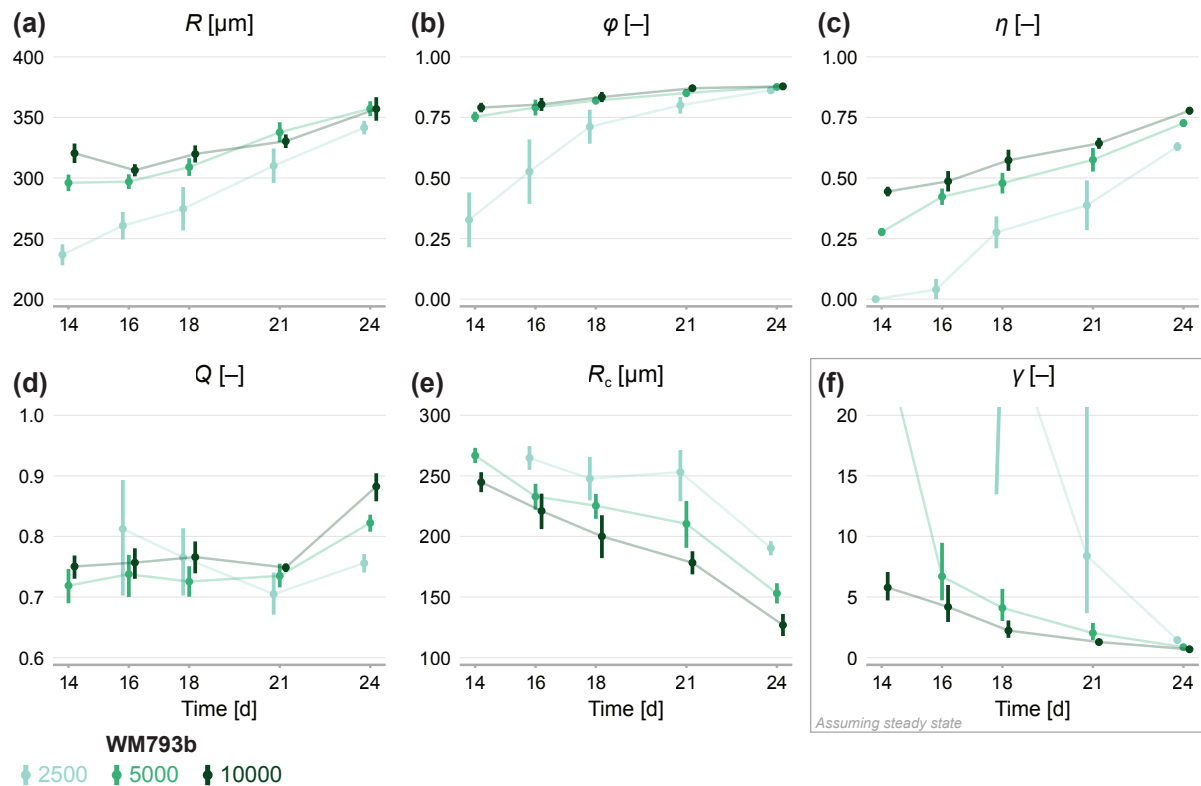 (a) R [μm] (b) φ [–] (c) η [–]
400 1.00 1.00
350 0.75 0.75
300 0.50 0.50
250 0.25 0.25
200 0.00 0.00
14 16 18 21 24 14 16 18 21 24 14 16 18 21 24
(d) Q [–] (e) Rc [μm] (f) γ [–]
1.0 300 20
0.9 250 15
0.8 200 10
0.7 150 5
0.6 100 0
14 16 18 21 24 14 16 18 21 24 14 16 18 21 24
Time [d] Time [d] Time [d]
Assuming steady state
WM793b
2500 5000 10000